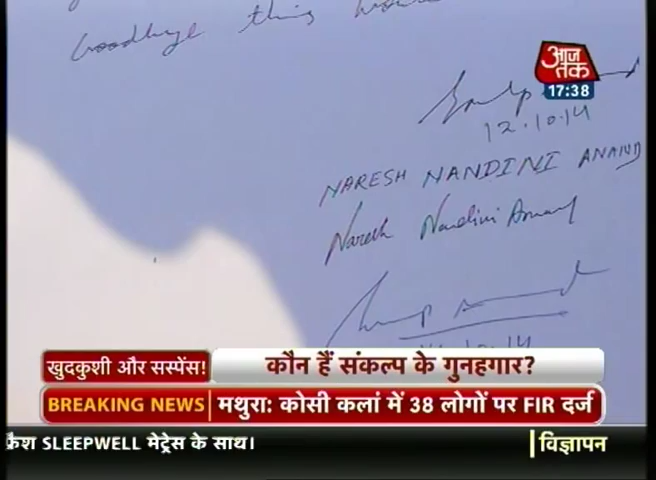 Goodbye this
आज तक
17:38
12.10.14
NARESH NANDINI ANAND
Naresh Nandini Anand
खुदकुशी और सस्पेंस!
कौन हैं संकल्प के गुनहगार?
BREAKING NEWS
मथुरा: कोसी कलां में 38 लोगों पर FIR दर्ज
SLEEPWELL मेट्रेस के साथ।
विज्ञापन